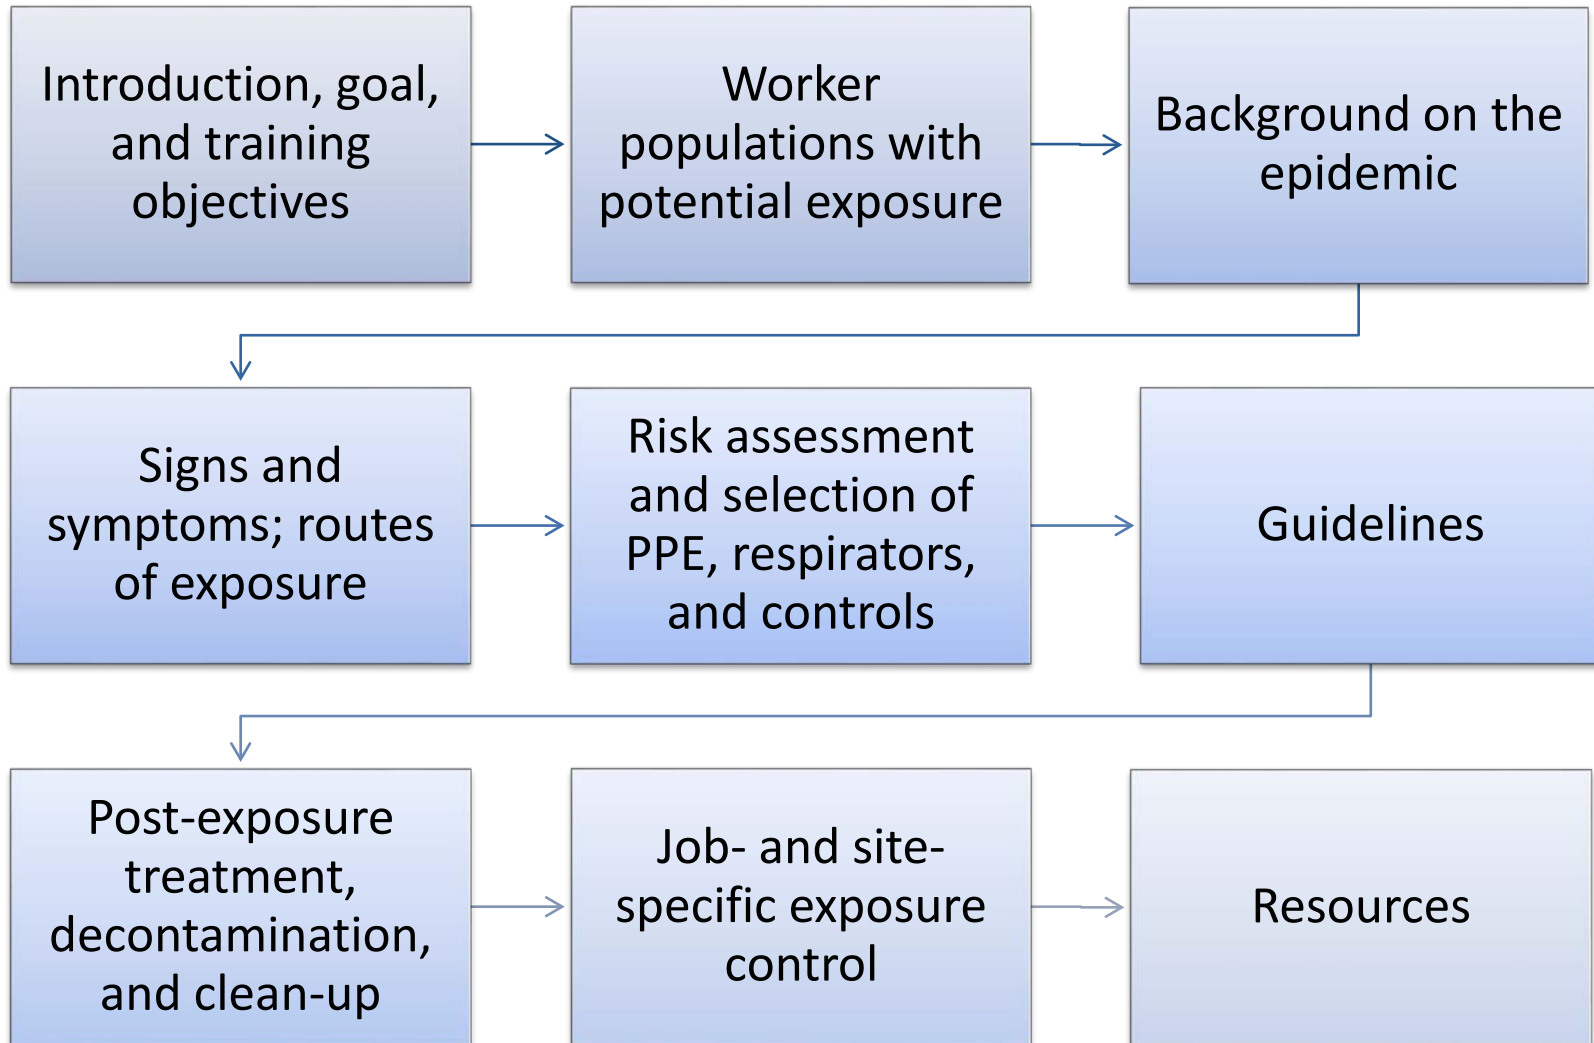 Introduction, goal,
and training
objectives
Worker
populations with
potential exposure
Background on the
epidemic
Signs and
symptoms; routes
of exposure
Risk assessment
and selection of
PPE, respirators,
and controls
Guidelines
Post-exposure
treatment,
decontamination,
and clean-up
Job- and site-
specific exposure
control
Resources